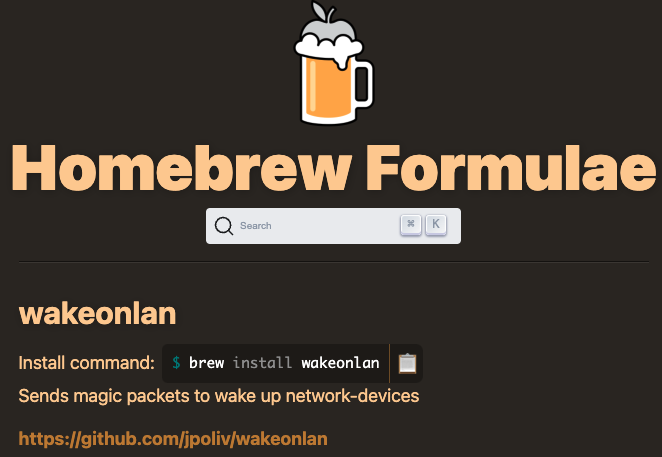 Homebrew Formulae
Search ⌘ K
wakeonlan
Install command: $ brew install wakeonlan
Sends magic packets to wake up network-devices
https://github.com/jpoliv/wakeonlan